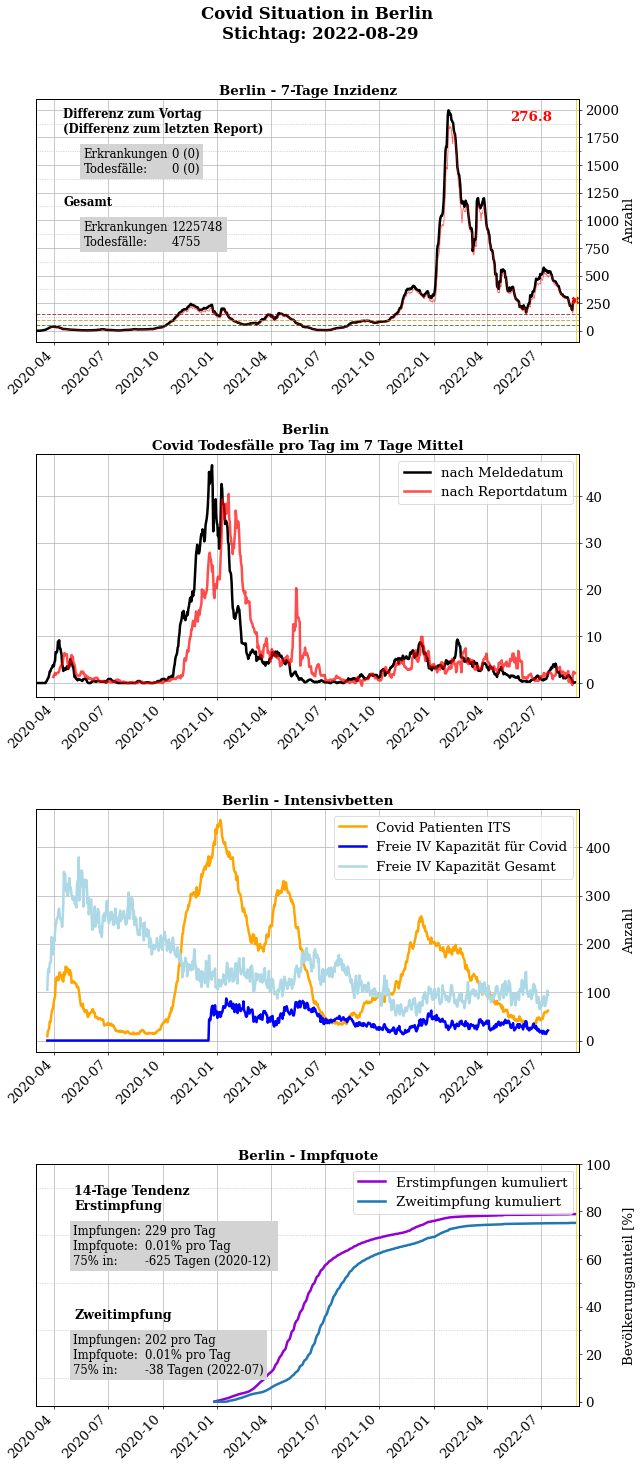 Covid Situation in Berlin
Stichtag: 2022-08-29
Berlin - 7-Tage Inzidenz
Differenz zum Vortag
(Differenz zum letzten Report)
Erkrankungen 0 (0)
Todesfälle: 0 (0)
Gesamt
Erkrankungen 1225748
Todesfälle: 4755
276.8
2000
1750
1500
1250
1000
750
500
250
0
Anzahl
2020-04 2020-07 2020-10 2021-01 2021-04 2021-07 2021-10 2022-01 2022-04 2022-07
Berlin
Covid Todesfälle pro Tag im 7 Tage Mittel
nach Meldedatum
nach Reportdatum
40
30
20
10
0
2020-04 2020-07 2020-10 2021-01 2021-04 2021-07 2021-10 2022-01 2022-04 2022-07
Berlin - Intensivbetten
Covid Patienten ITS
Freie IV Kapazität für Covid
Freie IV Kapazität Gesamt
400
300
200
100
0
Anzahl
2020-04 2020-07 2020-10 2021-01 2021-04 2021-07 2021-10 2022-01 2022-04 2022-07
Berlin - Impfquote
14-Tage Tendenz
Erstimpfung
Impfungen: 229 pro Tag
Impfquote: 0.01% pro Tag
75% in: -625 Tagen (2020-12)
Zweitimpfung
Impfungen: 202 pro Tag
Impfquote: 0.01% pro Tag
75% in: -38 Tagen (2022-07)
Erstimpfungen kumuliert
Zweitimpfung kumuliert
100
80
60
40
20
0
Bevölkerungsanteil [%]
2020-04 2020-07 2020-10 2021-01 2021-04 2021-07 2021-10 2022-01 2022-04 2022-07